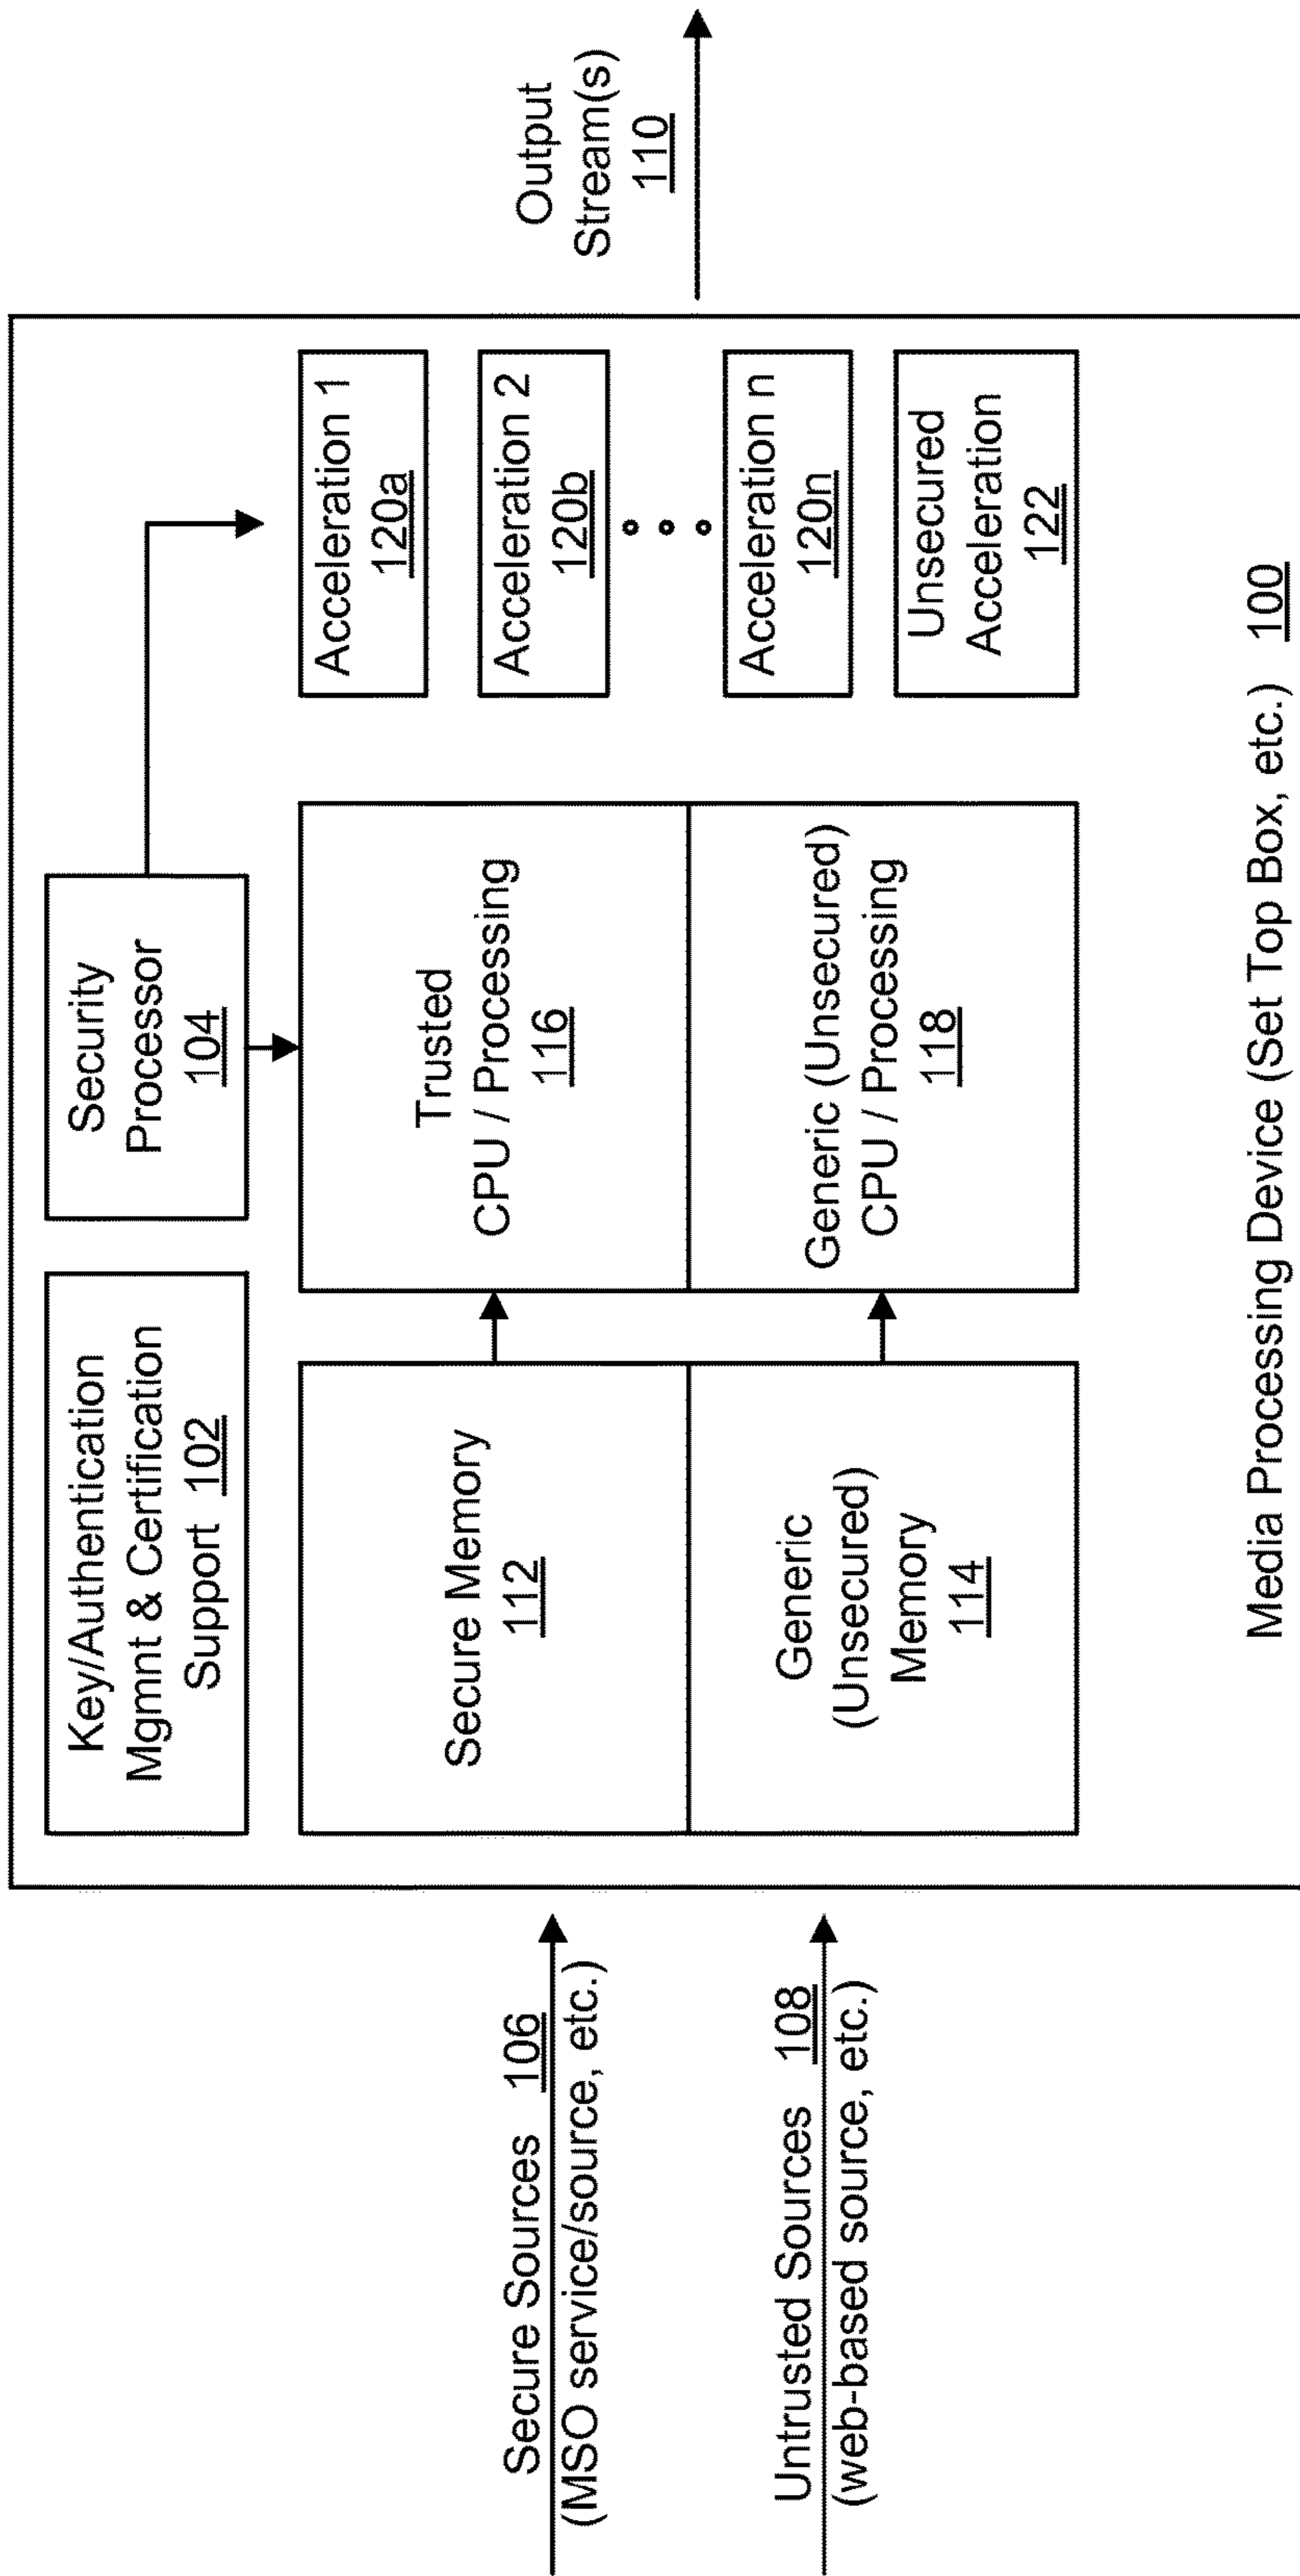 Key/Authentication
Mgmnt & Certification
Support 102
Security
Processor
104
Secure Sources 106
(MSO service/source, etc.)
Untrusted Sources 108
(web-based source, etc.)
Secure Memory
112
Generic
(Unsecured)
Memory
114
Trusted
CPU / Processing
116
Generic (Unsecured)
CPU / Processing
118
Acceleration 1
120a
Acceleration 2
120b
Acceleration n
120n
Unsecured
Acceleration
122
Output
Stream(s)
110
Media Processing Device (Set Top Box, etc.) 100